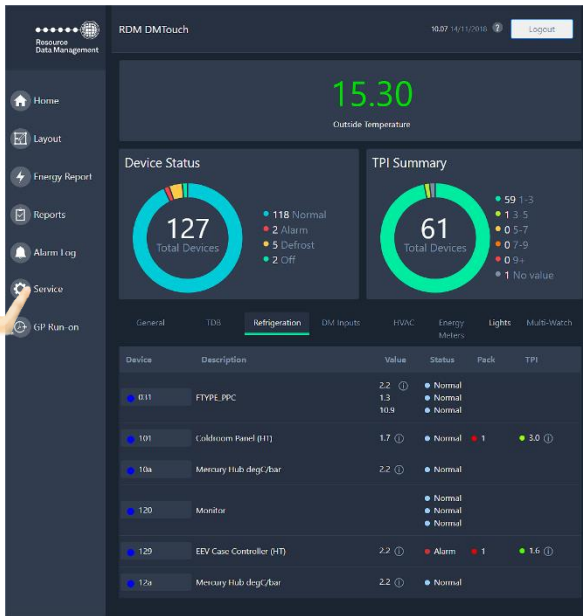 Resource
Data Management
RDM DMTouch
10.07 14/11/2018 ?
Logout
Home
Layout
Energy Report
Reports
Alarm Log
Service
GP Run-on
15.30
Outside Temperature
Device Status
127
Total Devices
118 Normal
2 Alarm
5 Defrost
2 Off
TPI Summary
61
Total Devices
59 1-3
1 3-5
0 5-7
0 7-9
0 9+
1 No value
General TDB Refrigeration DM Inputs HVAC Energy Meters Lights Multi-Watch
Device Description Value Status Pack TPI
FTYPE_PPC 2.2 Normal
1.3 Normal
10.9 Normal
101 Coldroom Panel (HT) 1.7 Normal 1 3.0
10a Mercury Hub degC/bar 2.2 Normal
120 Monitor Normal
Normal
Normal
129 EEV Case Controller (HT) 2.2 Alarm 1 1.6
12a Mercury Hub degC/bar 2.2 Normal